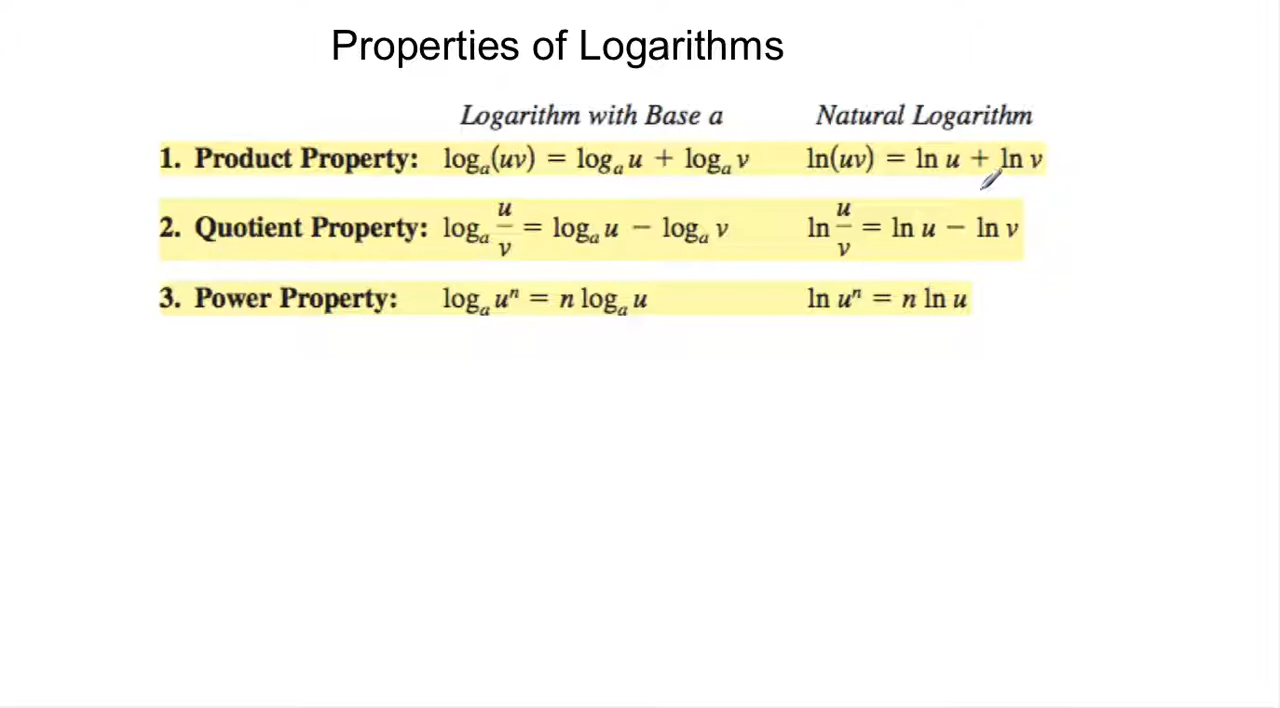 Properties of Logarithms
Logarithm with Base a Natural Logarithm
1. Product Property: logₐ(uv) = logₐ u + logₐ v ln(uv) = ln u + ln v
2. Quotient Property: logₐ u/v = logₐ u − logₐ v ln u/v = ln u − ln v
3. Power Property: logₐ uⁿ = n logₐ u ln uⁿ = n ln u